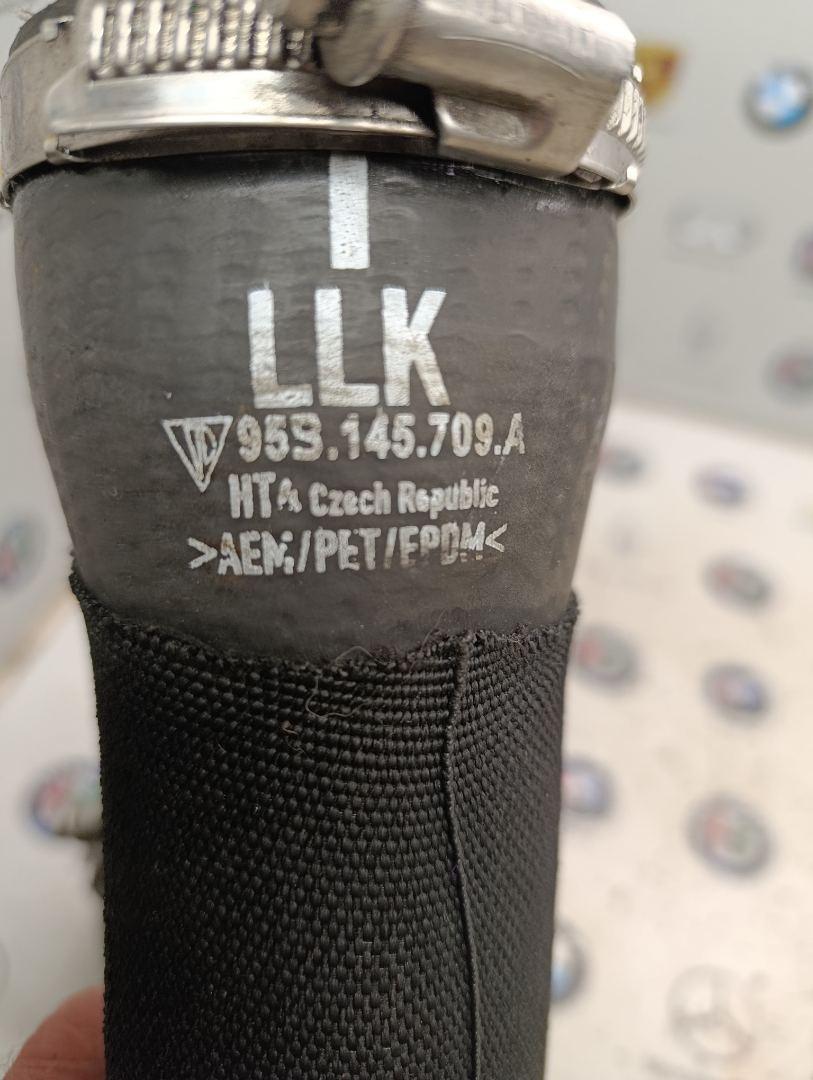 LLK
95B.145.709.A
HTA Czech Republic
>AEM/PET/EPDM<